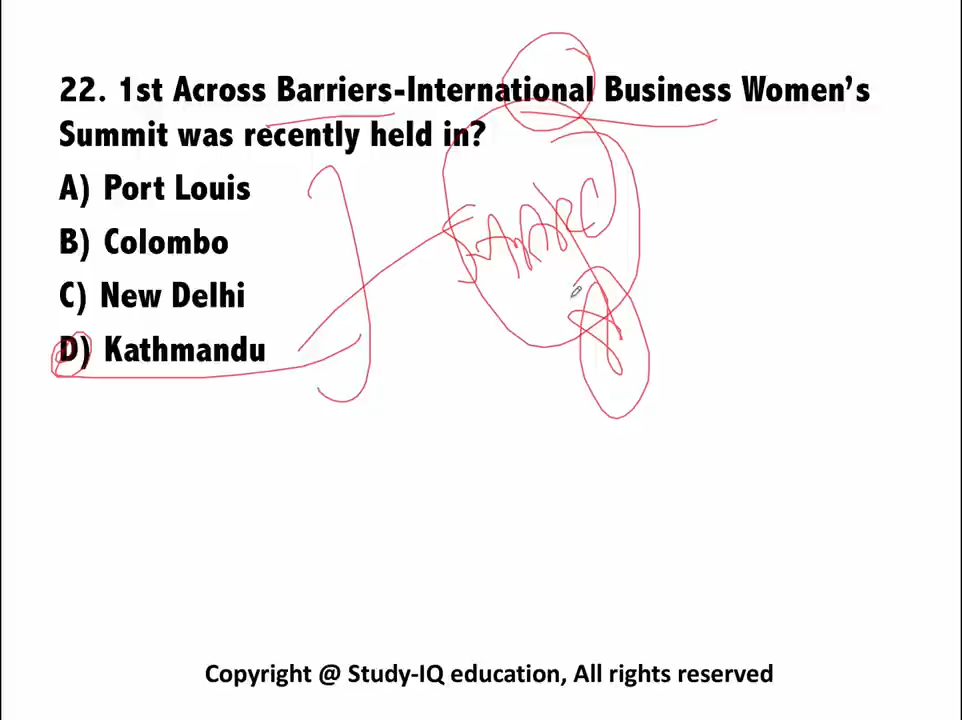 22. 1st Across Barriers-International Business Women's
Summit was recently held in?
A) Port Louis
B) Colombo
C) New Delhi
D) Kathmandu
SAARC
Copyright @ Study-IQ education, All rights reserved